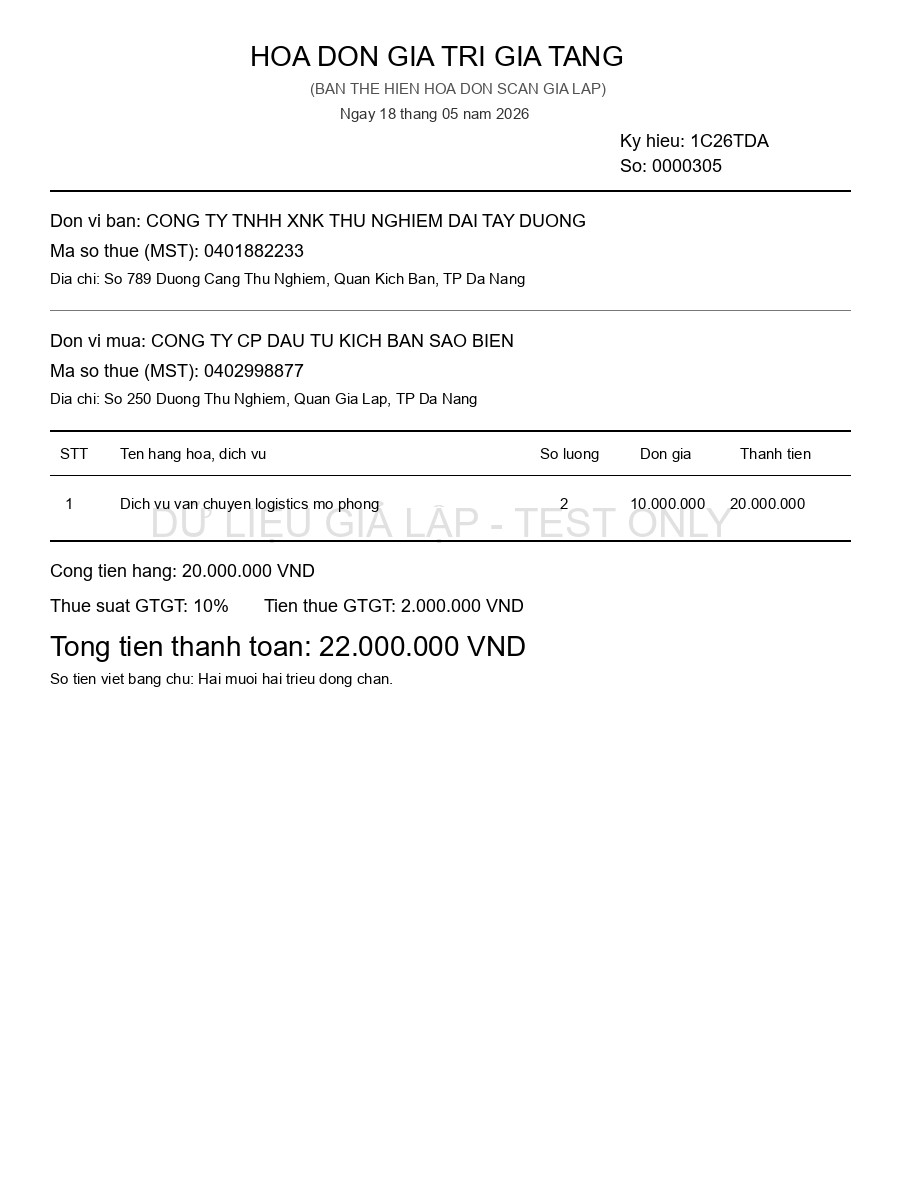 HOA DON GIA TRI GIA TANG
(BAN THE HIEN HOA DON SCAN GIA LAP)
Ngay 18 thang 05 nam 2026
Ky hieu: 1C26TDA
So: 0000305
Don vi ban: CONG TY TNHH XNK THU NGHIEM DAI TAY DUONG
Ma so thue (MST): 0401882233
Dia chi: So 789 Duong Cang Thu Nghiem, Quan Kich Ban, TP Da Nang
Don vi mua: CONG TY CP DAU TU KICH BAN SAO BIEN
Ma so thue (MST): 0402998877
Dia chi: So 250 Duong Thu Nghiem, Quan Gia Lap, TP Da Nang
STT Ten hang hoa, dich vu So luong Don gia Thanh tien
1 Dich vu van chuyen logistics mo phong 2 10.000.000 20.000.000
DỮ LIỆU GIẢ LẬP - TEST ONLY
Cong tien hang: 20.000.000 VND
Thue suat GTGT: 10% Tien thue GTGT: 2.000.000 VND
Tong tien thanh toan: 22.000.000 VND
So tien viet bang chu: Hai muoi hai trieu dong chan.